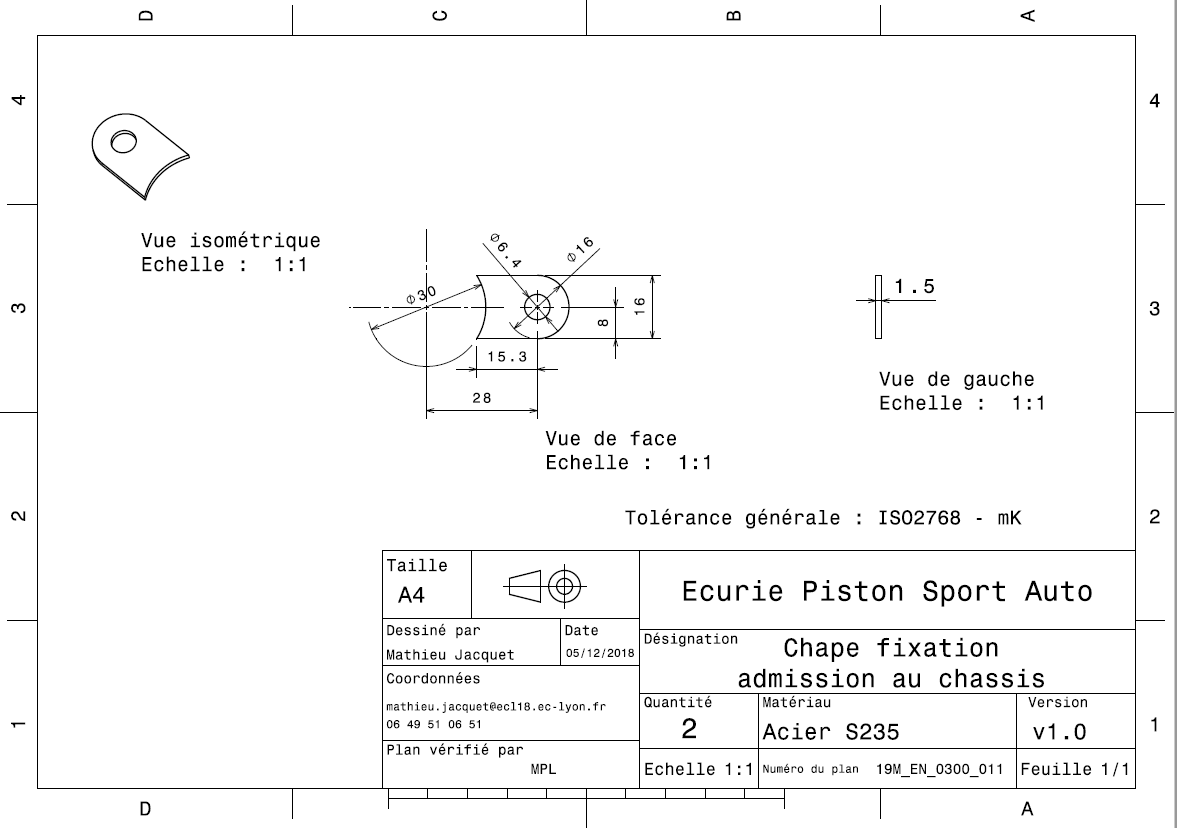 D
C
B
A
4
4
Vue isométrique
Echelle : 1:1
3
3
Ø6.4
Ø16
Ø30
8
16
15.3
28
1.5
Vue de gauche
Echelle : 1:1
Vue de face
Echelle : 1:1
2
2
Tolérance générale : ISO2768 - mK
Taille
A4
Ecurie Piston Sport Auto
Dessiné par
Mathieu Jacquet
Date
05/12/2018
Désignation
Chape fixation
admission au chassis
Coordonnées
mathieu.jacquet@ecl18.ec-lyon.fr
06 49 51 06 51
Quantité
2
Matériau
Acier S235
Version
v1.0
1
1
Plan vérifié par
MPL
Echelle 1:1
Numéro du plan 19M_EN_0300_011
Feuille 1/1
D
A